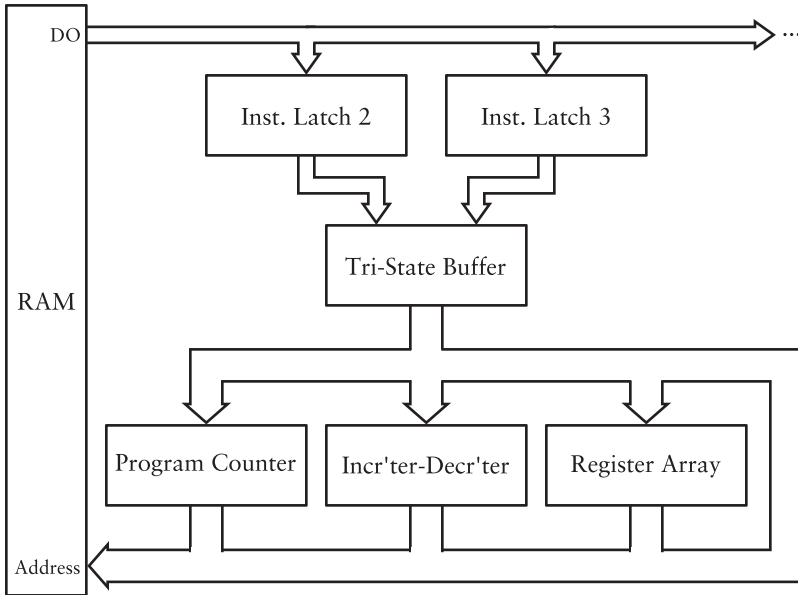 DO
...
Inst. Latch 2
Inst. Latch 3
Tri-State Buffer
RAM
Program Counter
Incr'ter-Decr'ter
Register Array
Address